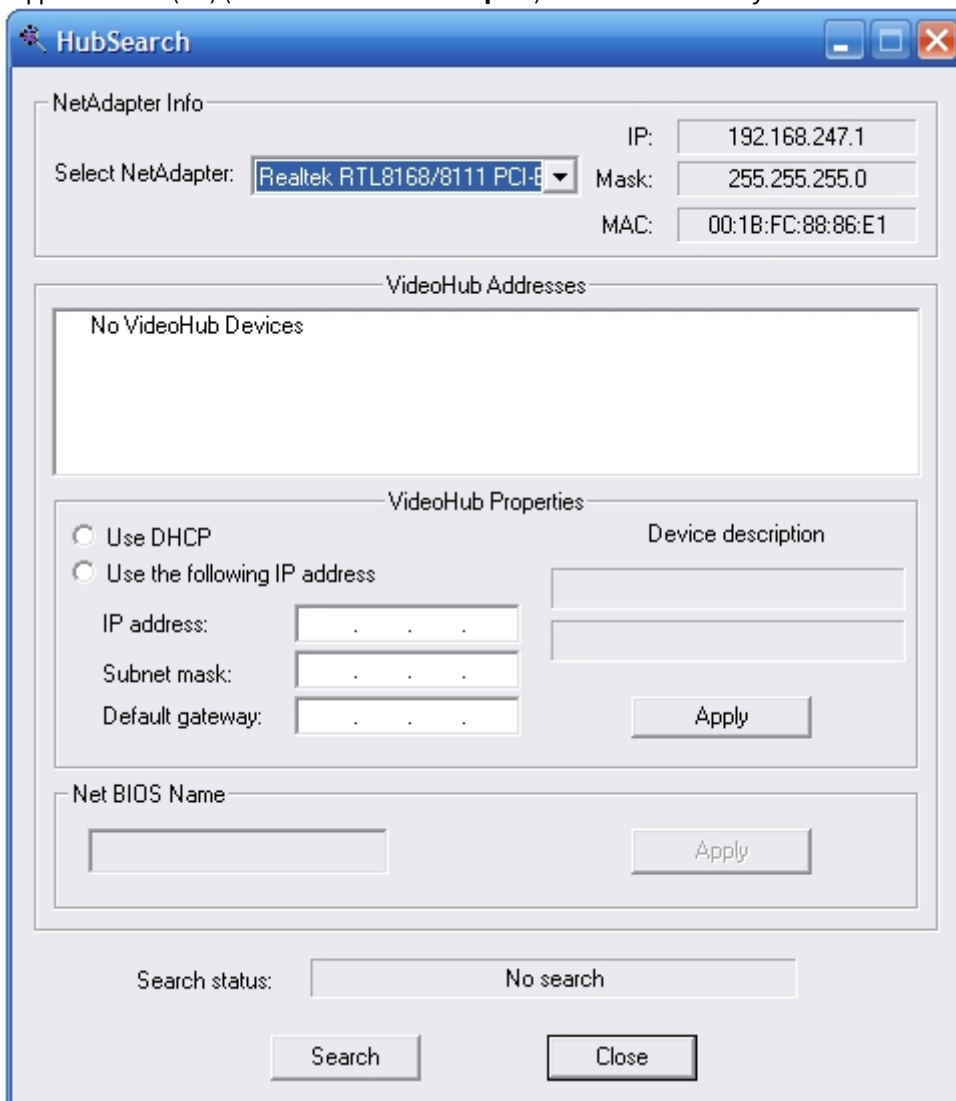 HubSearch
NetAdapter Info
IP: 192.168.247.1
Select NetAdapter: Realtek RTL8168/8111 PCI-E Mask: 255.255.255.0
MAC: 00:1B:FC:88:86:E1
VideoHub Addresses
No VideoHub Devices
VideoHub Properties
Use DHCP
Device description
Use the following IP address
IP address: . . .
Subnet mask: . . .
Default gateway: . . . Apply
Net BIOS Name
Apply
Search status: No search
Search Close